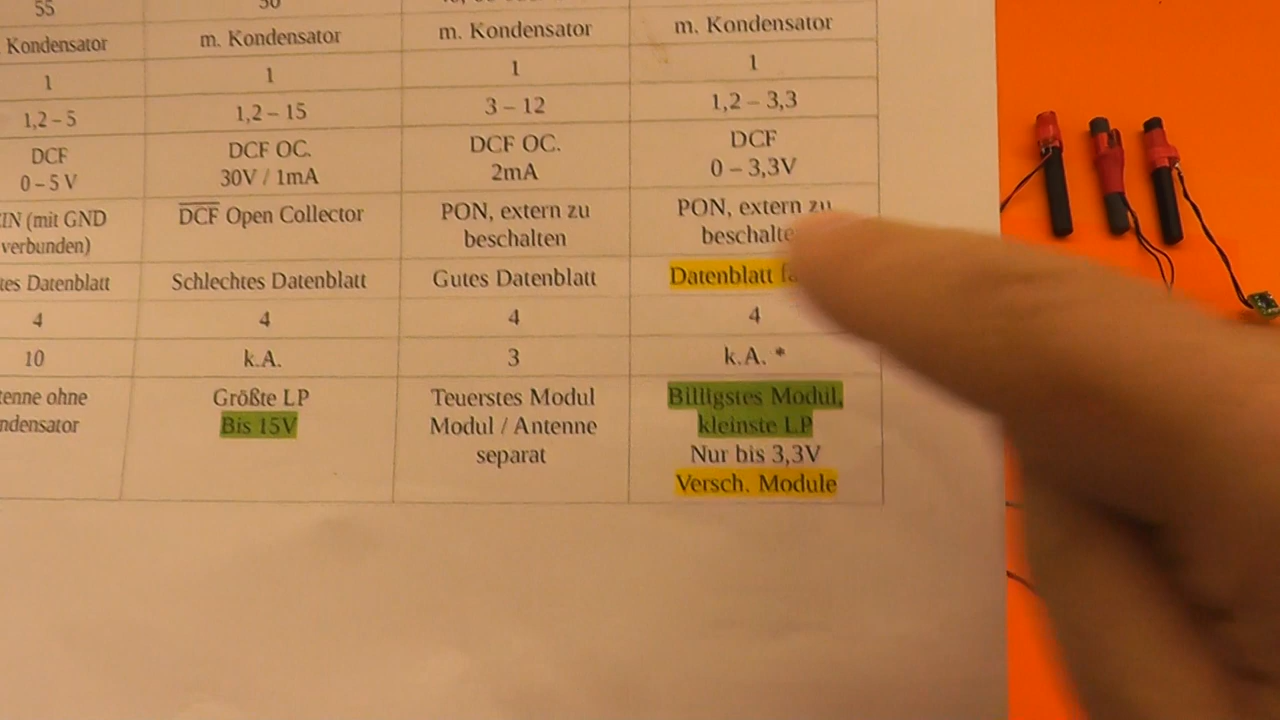 55
Kondensator
m. Kondensator
m. Kondensator
m. Kondensator
1
1
1
1
1,2 – 5
1,2 – 15
3 – 12
1,2 – 3,3
DCF
0 – 5 V
DCF OC.
30V / 1mA
DCF OC.
2mA
DCF
0 – 3,3V
(mit GND
verbunden)
DCF Open Collector
PON, extern zu
beschalten
PON, extern zu
Datenblatt
Schlechtes Datenblatt
Gutes Datenblatt
Datenblatt
4
4
4
4
10
k.A.
3
k.A. *
ohne
Größte LP
Bis 15V
Teuerstes Modul
Modul / Antenne
separat
Billigstes Modul,
kleinste LP
Nur bis 3,3V
Versch. Module